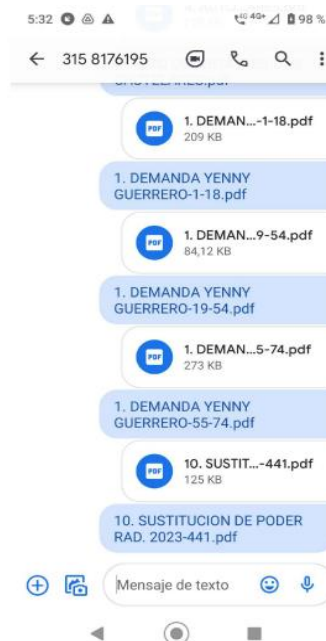 5:32 4G+ 98 %
315 8176195
1. DEMAN...-1-18.pdf
209 KB
1. DEMANDA YENNY
GUERRERO-1-18.pdf
1. DEMAN...9-54.pdf
84,12 KB
1. DEMANDA YENNY
GUERRERO-19-54.pdf
1. DEMAN...5-74.pdf
273 KB
1. DEMANDA YENNY
GUERRERO-55-74.pdf
10. SUSTIT...-441.pdf
125 KB
10. SUSTITUCION DE PODER
RAD. 2023-441.pdf
Mensaje de texto